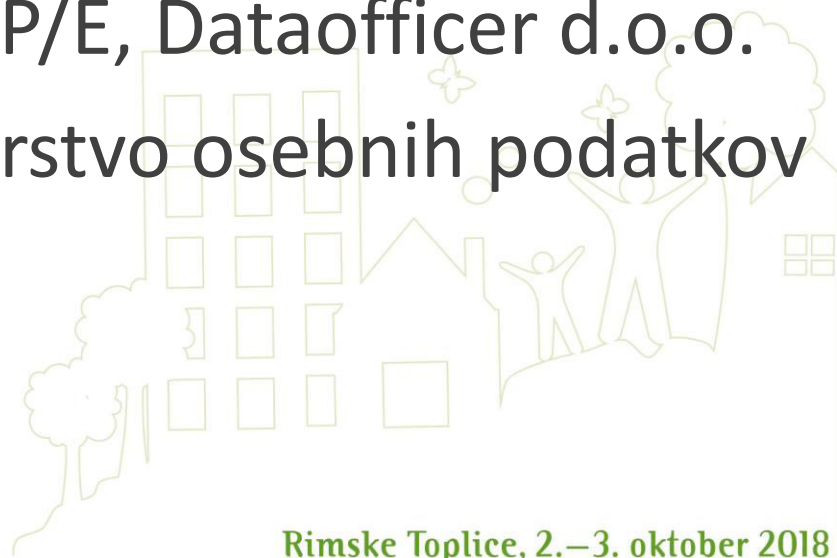 P/E, Dataofficer d.o.o.
rstvo osebnih podatkov
Rimske Toplice, 2.–3. oktober 2018